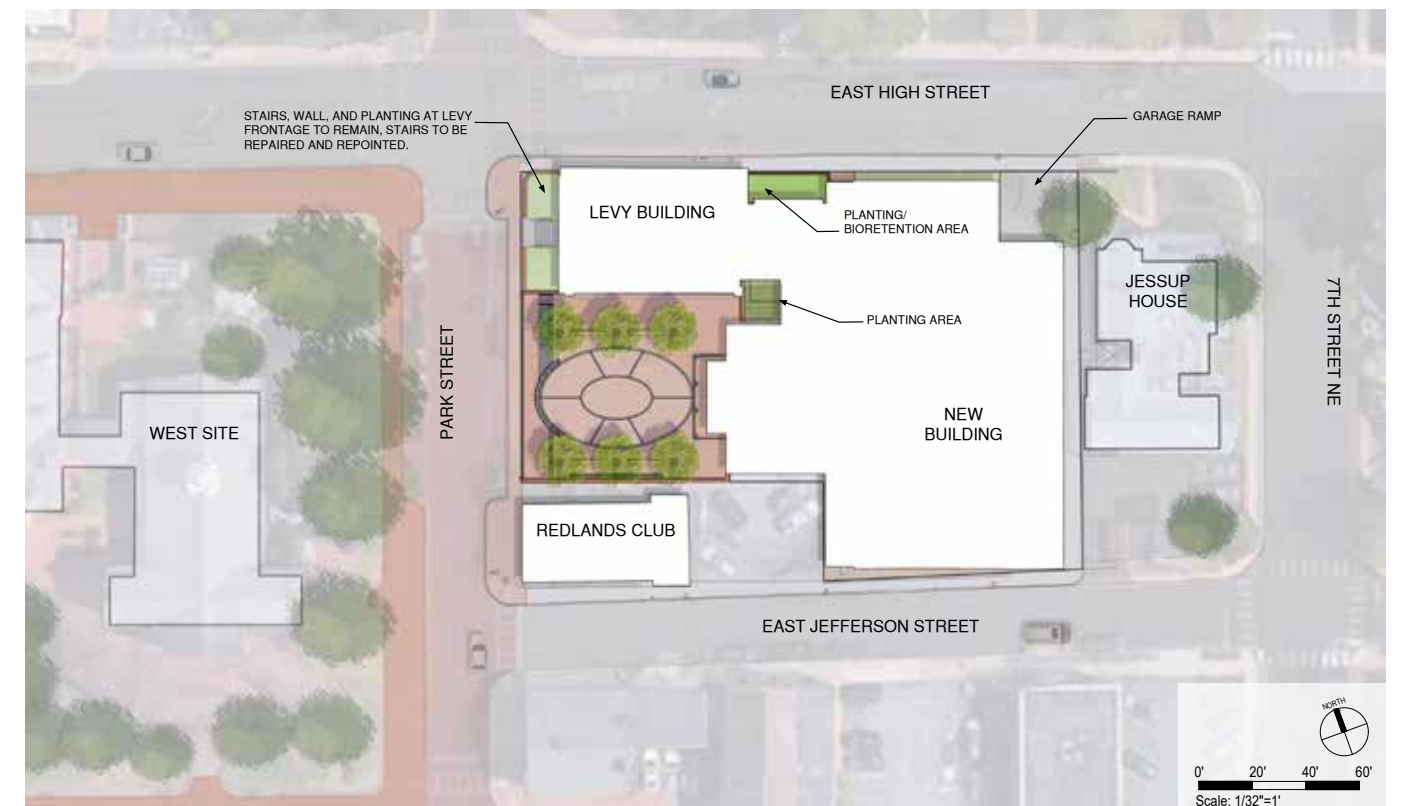 EAST HIGH STREET
STAIRS, WALL, AND PLANTING AT LEVY
FRONTAGE TO REMAIN, STAIRS TO BE
REPAIRED AND REPOINTED.
GARAGE RAMP
LEVY BUILDING
PLANTING/
BIORETENTION AREA
JESSUP
HOUSE
7TH STREET NE
PLANTING AREA
PARK STREET
WEST SITE
NEW
BUILDING
REDLANDS CLUB
EAST JEFFERSON STREET
NORTH
0' 20' 40' 60'
Scale: 1/32"=1'